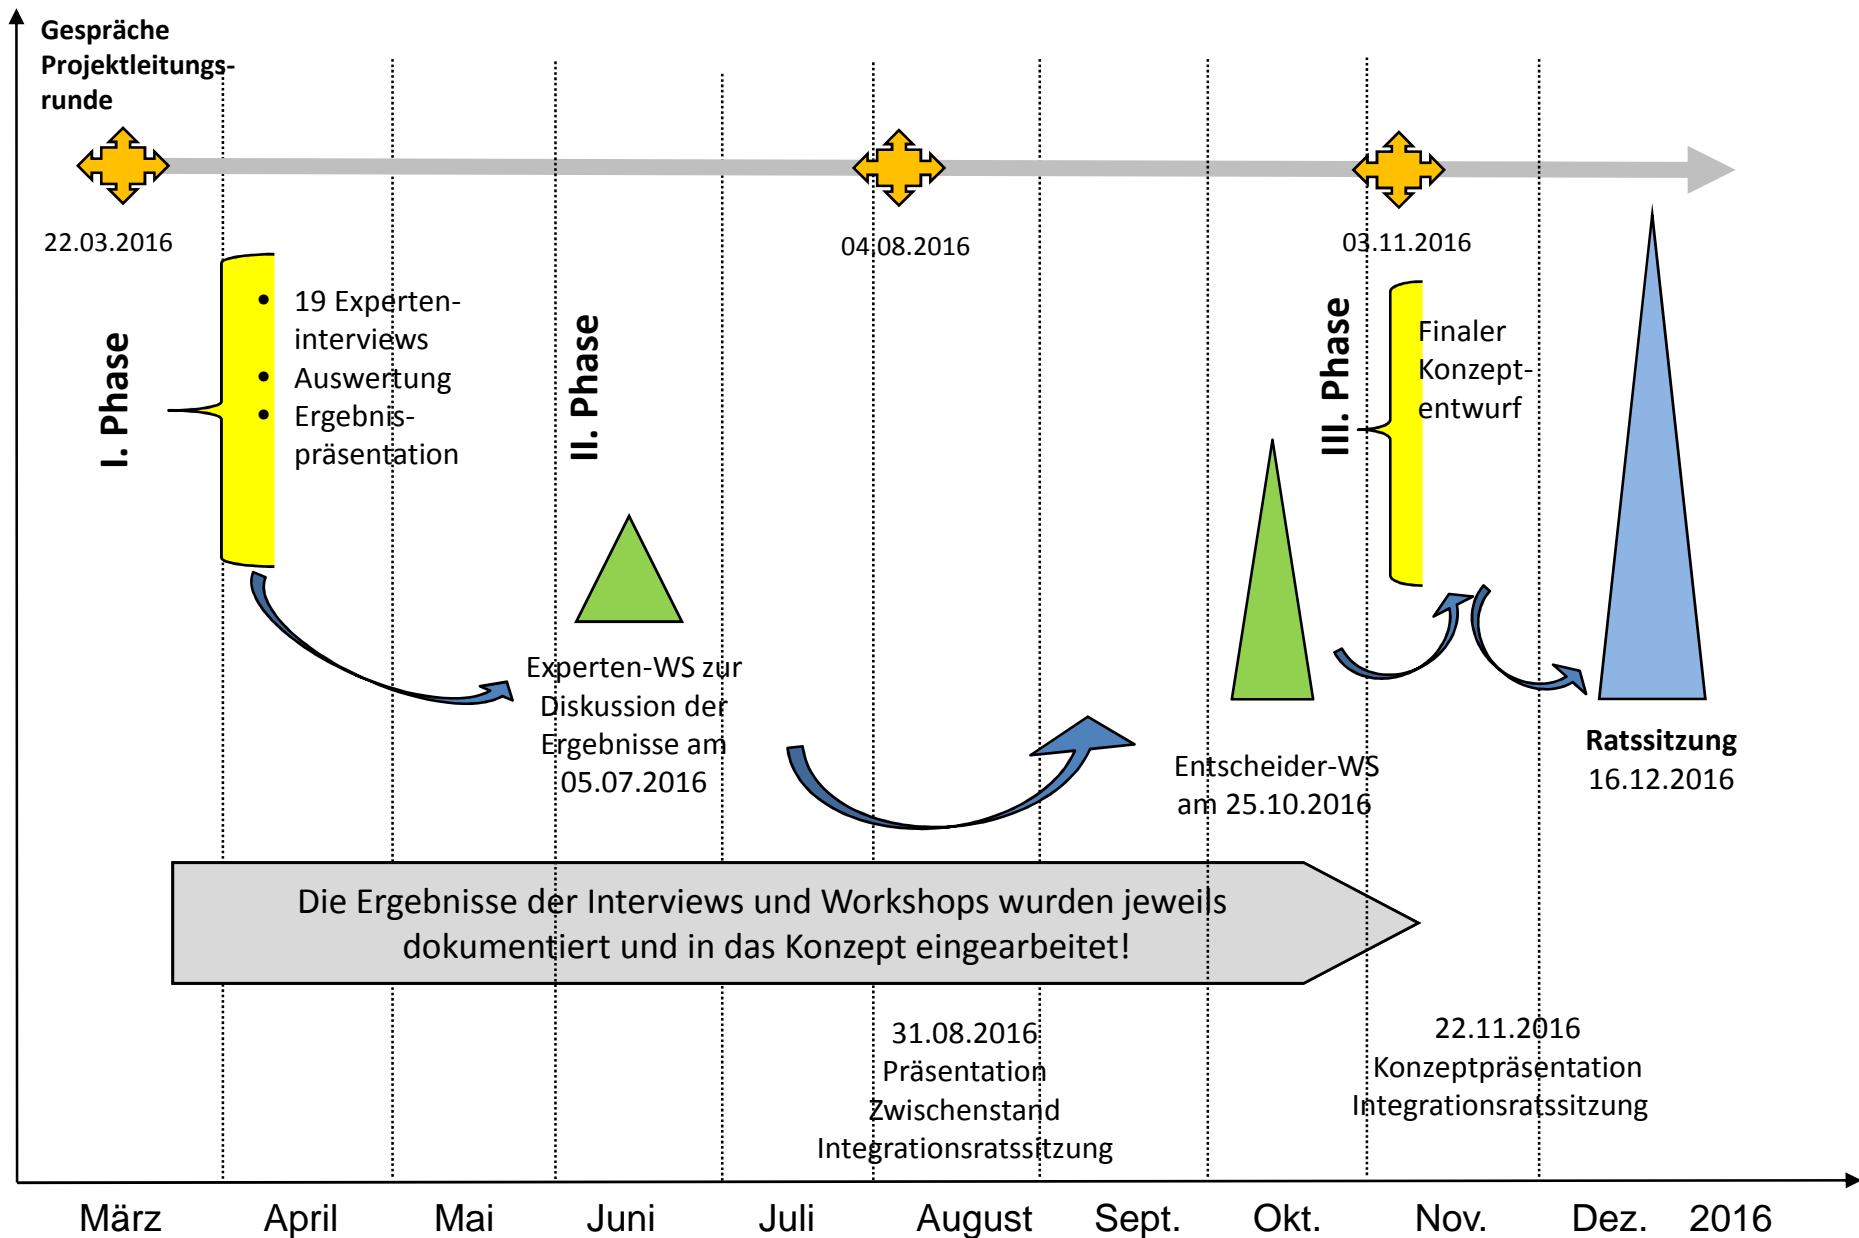 Gespräche
Projektleitungs-
runde
22.03.2016
04.08.2016
03.11.2016
I. Phase
• 19 Experten-
interviews
• Auswertung
• Ergebnis-
präsentation
II. Phase
III. Phase
Finaler
Konzept-
entwurf
Experten-WS zur
Diskussion der
Ergebnisse am
05.07.2016
Entscheider-WS
am 25.10.2016
Ratssitzung
16.12.2016
Die Ergebnisse der Interviews und Workshops wurden jeweils
dokumentiert und in das Konzept eingearbeitet!
31.08.2016
Präsentation
Zwischenstand
Integrationsratssitzung
22.11.2016
Konzeptpräsentation
Integrationsratssitzung
März April Mai Juni Juli August Sept. Okt. Nov. Dez. 2016